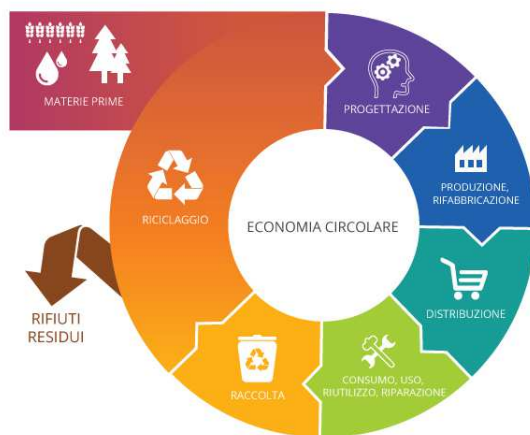 MATERIE PRIME
PROGETTAZIONE
PRODUZIONE,
RIFABBRICAZIONE
RICICLAGGIO
ECONOMIA CIRCOLARE
DISTRIBUZIONE
RIFIUTI
RESIDUI
RACCOLTA
CONSUMO, USO,
RIUTILIZZO, RIPARAZIONE